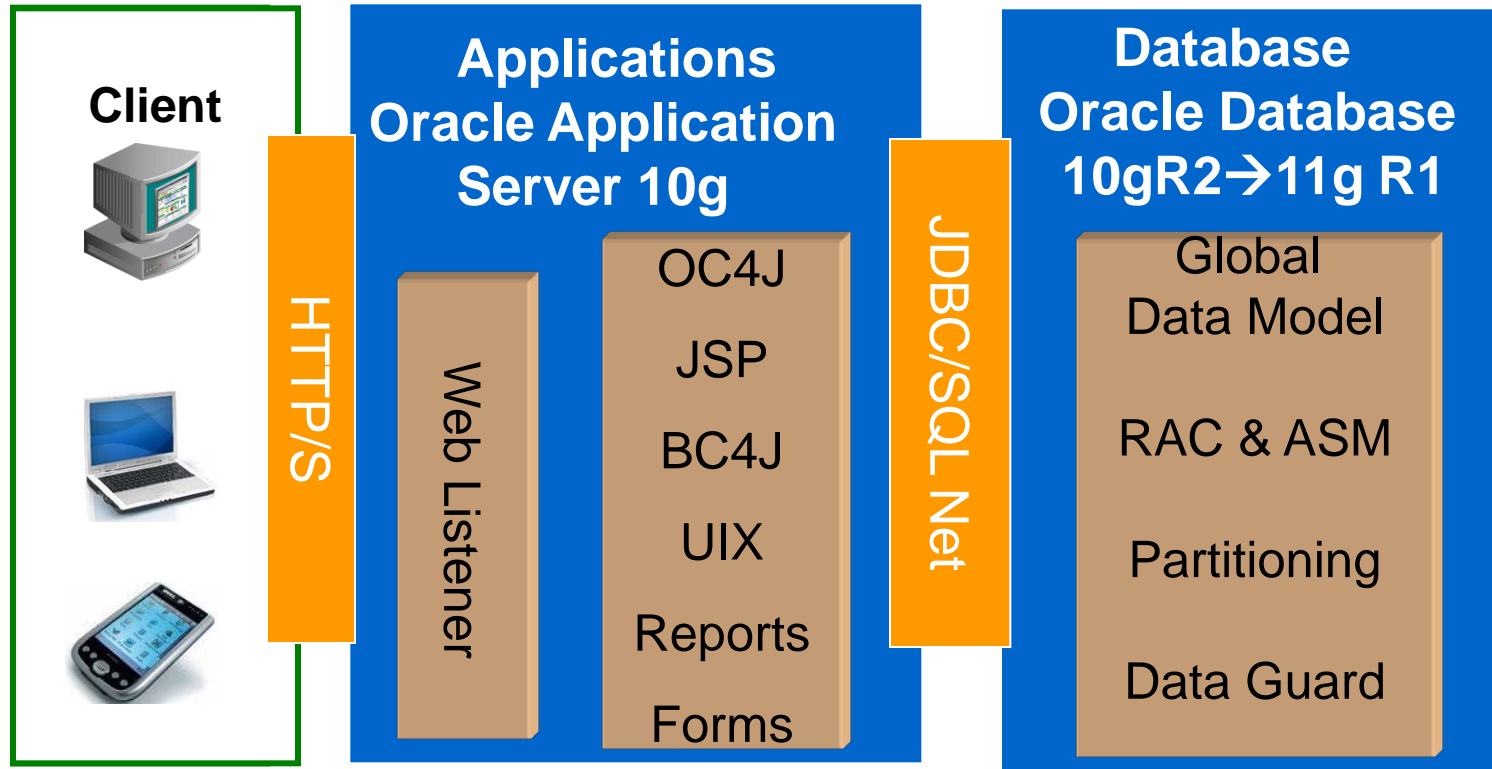 Client
HTTP/S
Applications
Oracle Application
Server 10g
Web Listener
OC4J
JSP
BC4J
UIX
Reports
Forms
JDBC/SQL Net
Database
Oracle Database
10gR2→11g R1
Global
Data Model
RAC & ASM
Partitioning
Data Guard